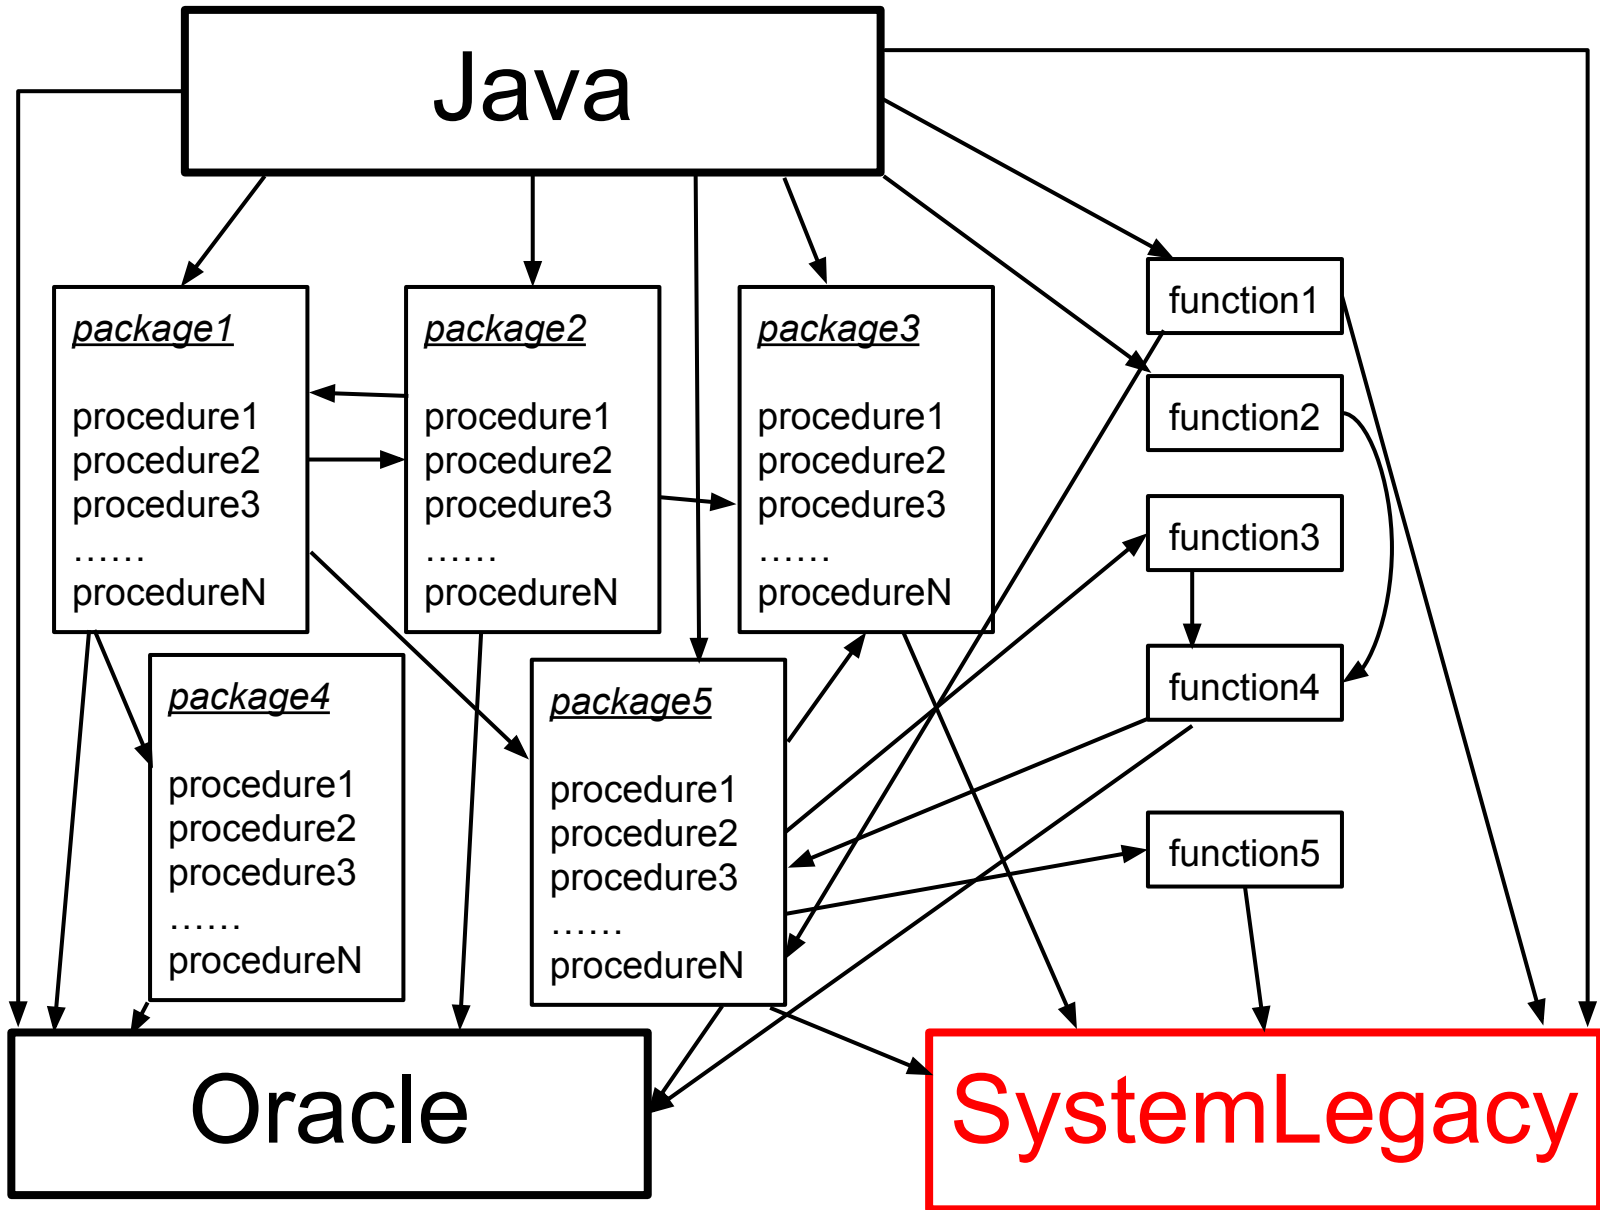 Java
package1
procedure1
procedure2
procedure3
......
procedureN
package2
procedure1
procedure2
procedure3
......
procedureN
package3
procedure1
procedure2
procedure3
......
procedureN
function1
function2
function3
function4
function5
package4
procedure1
procedure2
procedure3
......
procedureN
package5
procedure1
procedure2
procedure3
......
procedureN
Oracle
SystemLegacy